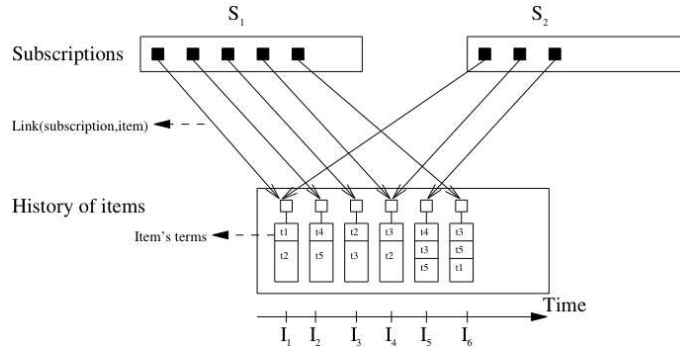 S1 S2
Subscriptions
Link(subscription,item)
History of items
Item's terms
t1 t4 t2 t3 t4 t3
t2 t5 t3 t2 t3 t5
t5 t1
Time
I1 I2 I3 I4 I5 I6